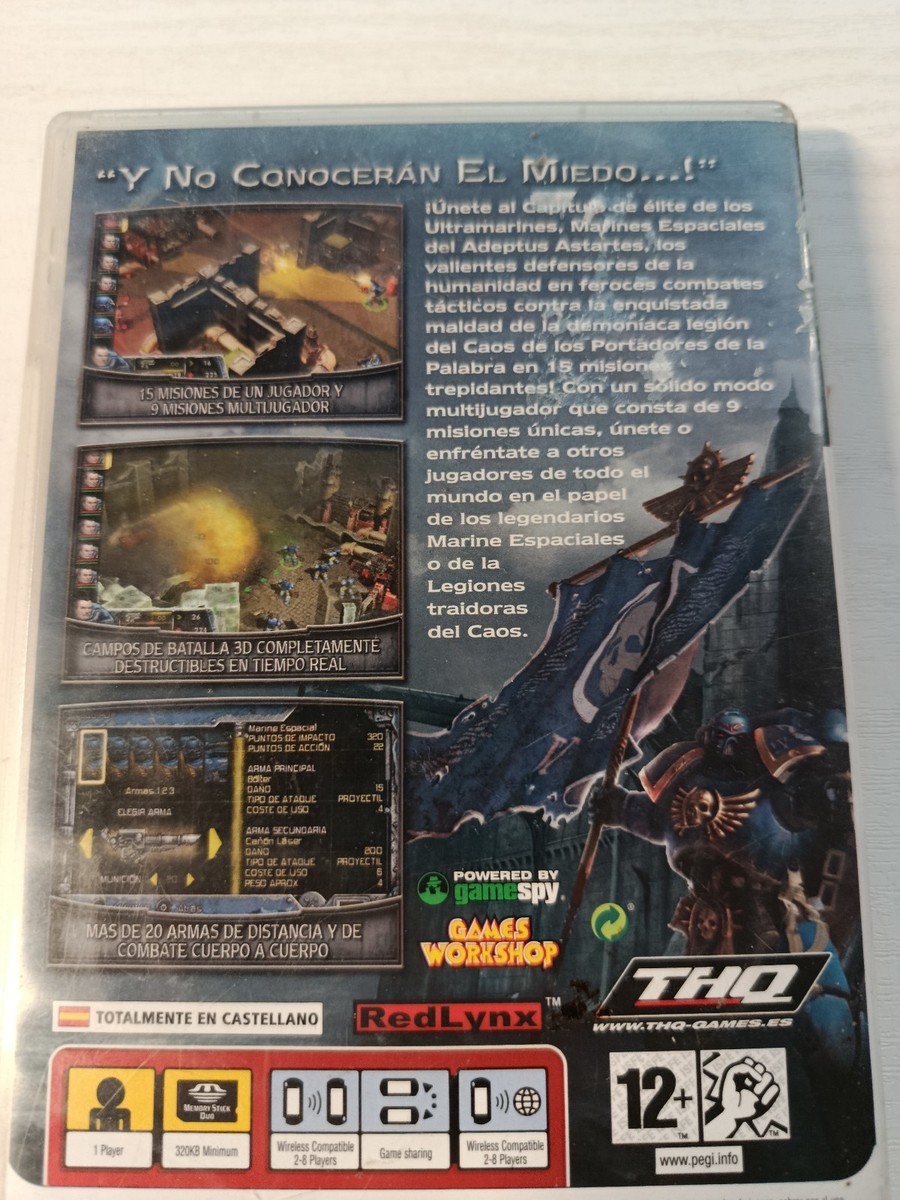 “Y No Conocerán El Miedo...!”
¡Únete al Capítulo de élite de los
Ultramarines, Marines Espaciales
del Adeptus Astartes, los
valientes defensores de la
humanidad en feroces combates
tácticos contra la enquistada
maldad de la demoníaca legión
del Caos de los Portadores de la
Palabra en 15 misiones
trepidantes! Con un sólido modo
multijugador que consta de 9
misiones únicas, únete o
enfréntate a otros
jugadores de todo el
mundo en el papel
de los legendarios
Marine Espaciales
o de la
Legiones
traidoras
del Caos.
15 MISIONES DE UN JUGADOR Y
9 MISIONES MULTIJUGADOR
CAMPOS DE BATALLA 3D COMPLETAMENTE
DESTRUCTIBLES EN TIEMPO REAL
Armas 1 2 3
ELEGIR ARMA
MUNICIÓN
Marine Espacial
PUNTOS DE IMPACTO 320
PUNTOS DE ACCIÓN 22
ARMA PRINCIPAL
Bólter
DAÑO 15
TIPO DE ATAQUE PROYECTIL
COSTE DE USO 4
ARMA SECUNDARIA
Cañón Láser
DAÑO 200
TIPO DE ATAQUE PROYECTIL
COSTE DE USO 6
PESO APROX 4
Atrás
MÁS DE 20 ARMAS DE DISTANCIA Y DE
COMBATE CUERPO A CUERPO
POWERED BY
gamespy
GAMES
WORKSHOP
THQ
WWW.THQ-GAMES.ES
TOTALMENTE EN CASTELLANO
RedLynx™
1 Player
MEMORY STICK
DUO
320KB Minimum
Wireless Compatible
2-8 Players
Game sharing
Wireless Compatible
2-8 Players
12+
www.pegi.info